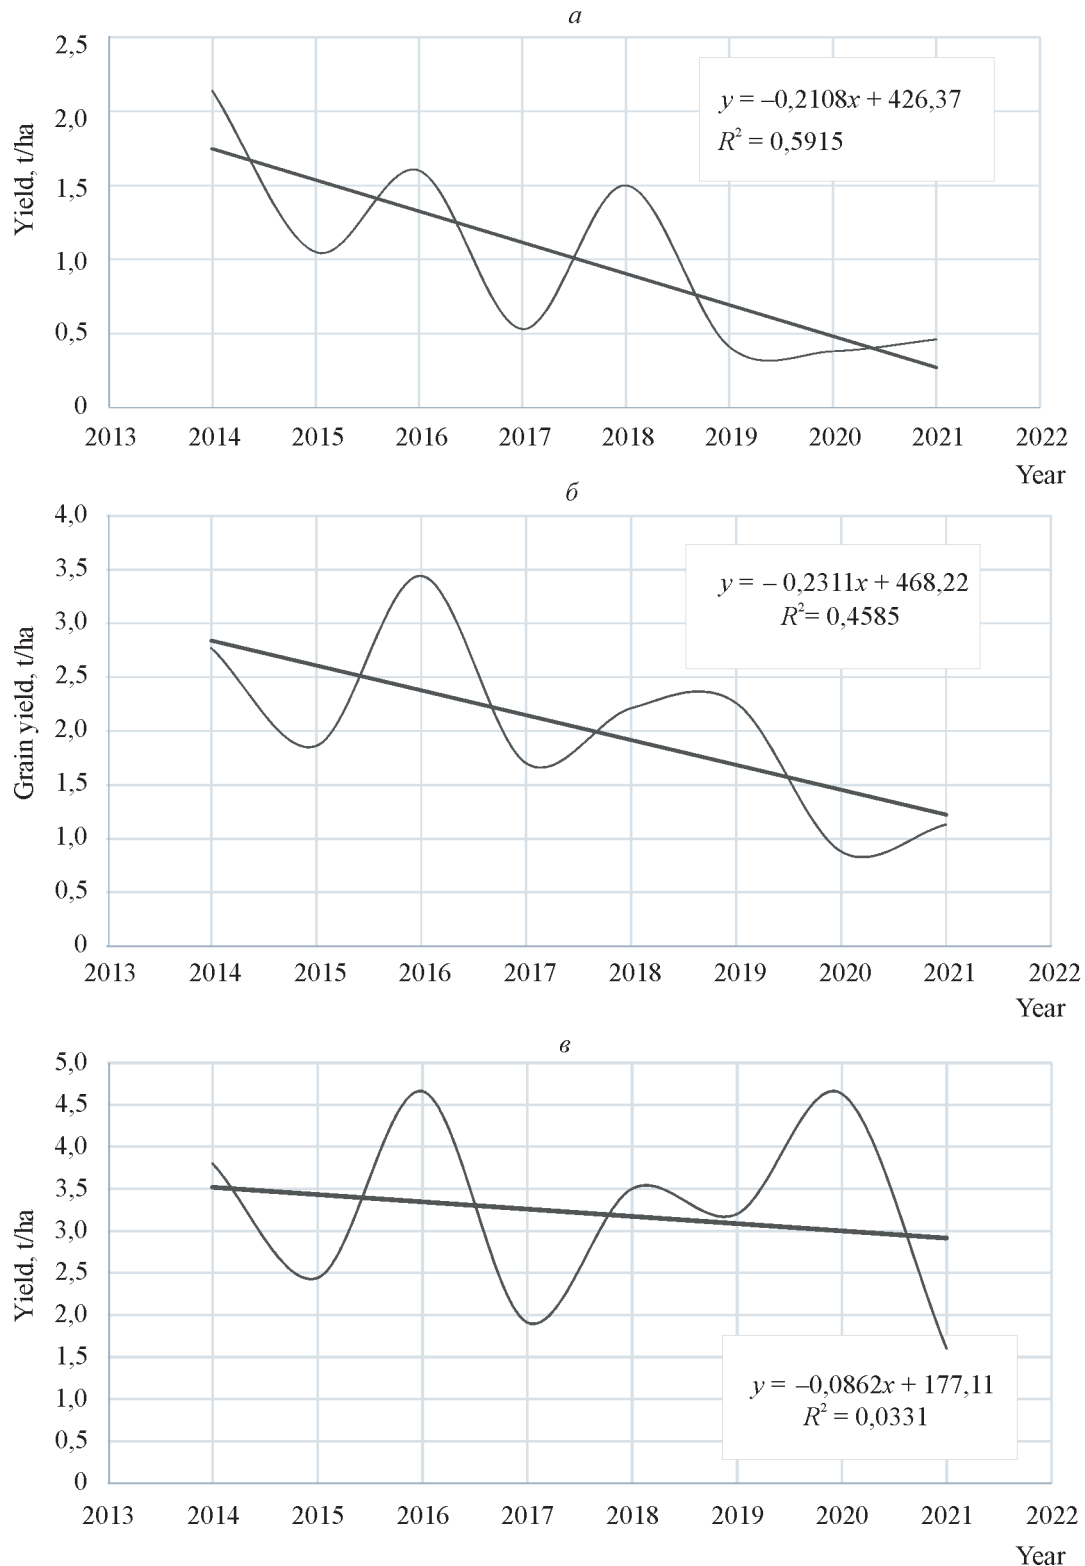 а
Yield, t/ha
2,5
2,0
1,5
1,0
0,5
0
y = –0,2108x + 426,37
R² = 0,5915
2013 2014 2015 2016 2017 2018 2019 2020 2021 2022
Year
б
Grain yield, t/ha
4,0
3,5
3,0
2,5
2,0
1,5
1,0
0,5
0
y = – 0,2311x + 468,22
R²= 0,4585
2013 2014 2015 2016 2017 2018 2019 2020 2021 2022
Year
в
Yield, t/ha
5,0
4,5
4,0
3,5
3,0
2,5
2,0
1,5
1,0
0,5
0
y = –0,0862x + 177,11
R² = 0,0331
2013 2014 2015 2016 2017 2018 2019 2020 2021 2022
Year